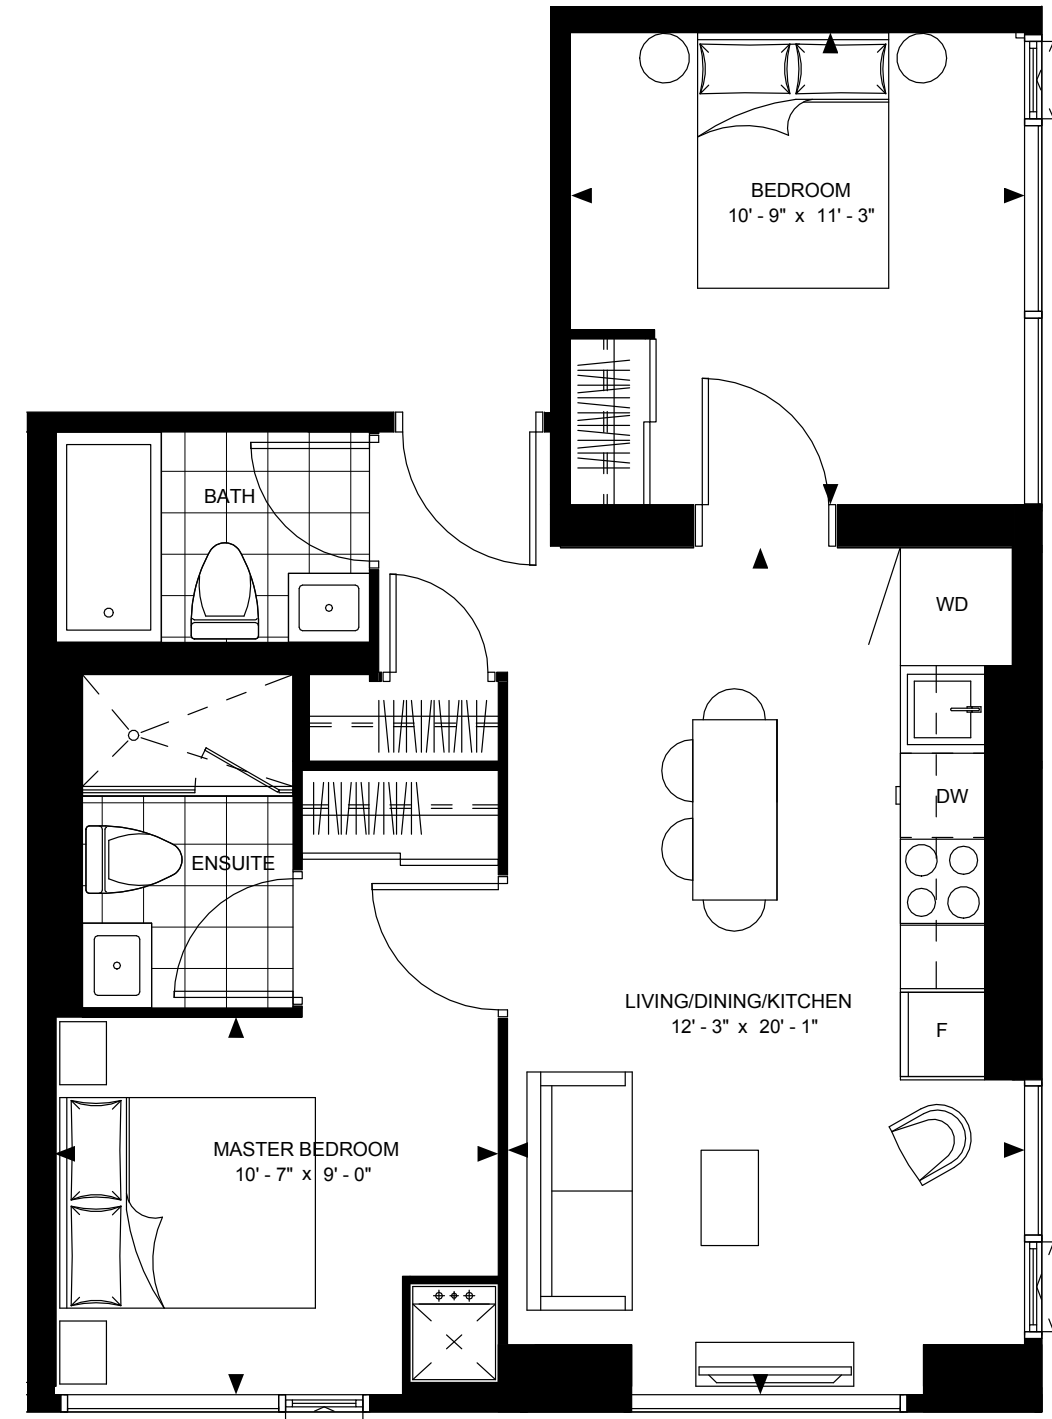 BEDROOM
10' - 9" x 11' - 3"
BATH
WD
DW
ENSUITE
LIVING/DINING/KITCHEN
12' - 3" x 20' - 1"
F
MASTER BEDROOM
10' - 7" x 9' - 0"